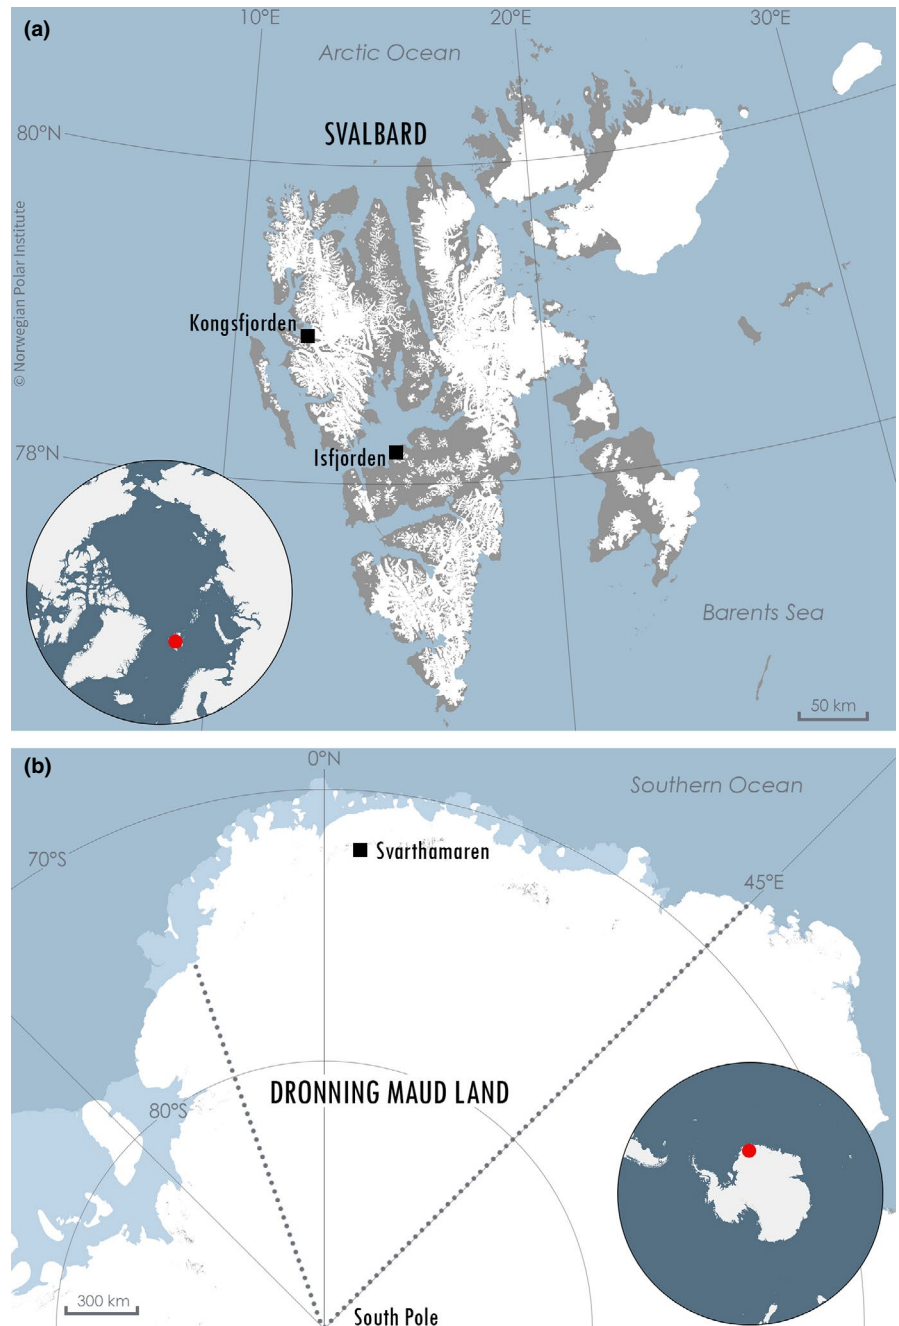 (a)
10°E
20°E
30°E
Arctic Ocean
80°N
SVALBARD
© Norwegian Polar Institute
Kongsfjorden
78°N
Isfjorden
Barents Sea
50 km
(b)
0°N
Southern Ocean
70°S
Svarthamaren
45°E
DRONNING MAUD LAND
80°S
300 km
South Pole